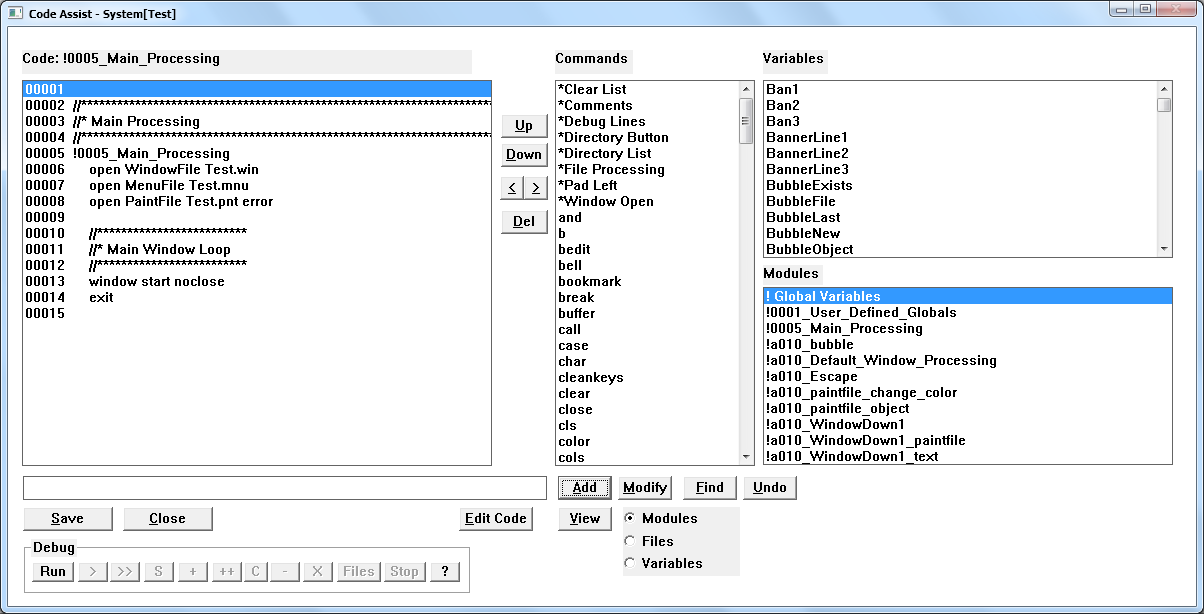 Code Assist - System[Test]
Code: !0005_Main_Processing
00001
00002 //*********************************************************************
00003 //* Main Processing
00004 //*********************************************************************
00005 !0005_Main_Processing
00006 open WindowFile Test.win
00007 open MenuFile Test.mnu
00008 open PaintFile Test.pnt error
00009
00010 //*************************
00011 //* Main Window Loop
00012 //*************************
00013 window start noclose
00014 exit
00015
Up
Down
< >
Del
Commands
*Clear List
*Comments
*Debug Lines
*Directory Button
*Directory List
*File Processing
*Pad Left
*Window Open
and
b
bedit
bell
bookmark
break
buffer
call
case
char
cleankeys
clear
close
cls
color
cols
Variables
Ban1
Ban2
Ban3
BannerLine1
BannerLine2
BannerLine3
BubbleExists
BubbleFile
BubbleLast
BubbleNew
BubbleObject
Modules
! Global Variables
!0001_User_Defined_Globals
!0005_Main_Processing
!a010_bubble
!a010_Default_Window_Processing
!a010_Escape
!a010_paintfile_change_color
!a010_paintfile_object
!a010_WindowDown1
!a010_WindowDown1_paintfile
!a010_WindowDown1_text
Add Modify Find Undo
Save Close Edit Code View
Modules
Files
Variables
Debug
Run > >> S + ++ C - X Files Stop ?